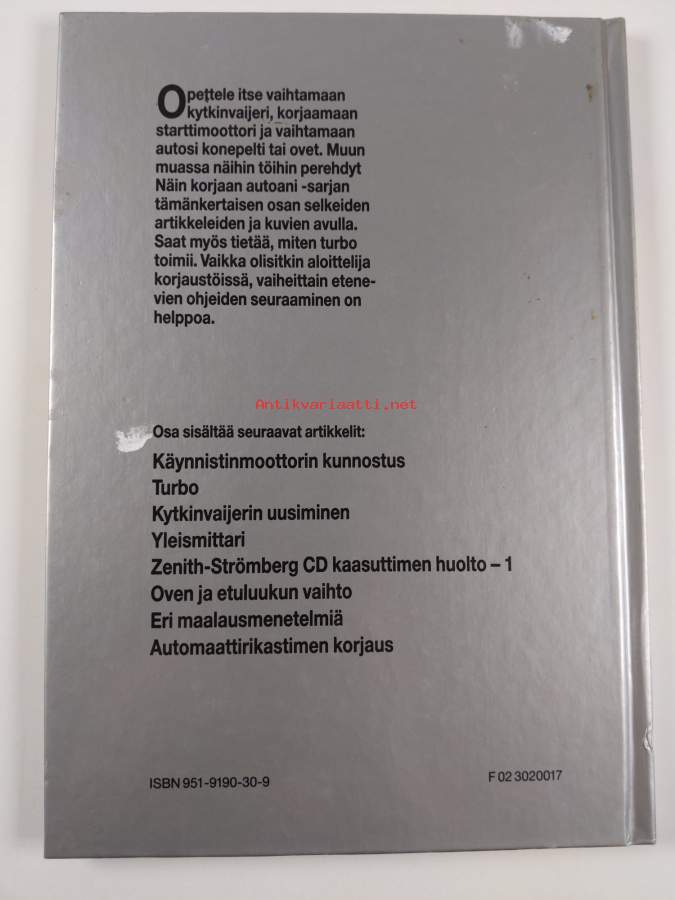 Opettele itse vaihtamaan
kytkinvaijeri, korjaamaan
starttimoottori ja vaihtamaan
autosi konepelti tai ovet. Muun
muassa näihin töihin perehdyt
Näin korjaan autoani -sarjan
tämänkertaisen osan selkeiden
artikkeleiden ja kuvien avulla.
Saat myös tietää, miten turbo
toimii. Vaikka olisitkin aloittelija
korjaustöissä, vaiheittain etene-
vien ohjeiden seuraaminen on
helppoa.
Antikvariaatti.net
Osa sisältää seuraavat artikkelit:
Käynnistinmoottorin kunnostus
Turbo
Kytkinvaijerin uusiminen
Yleismittari
Zenith-Strömberg CD kaasuttimen huolto – 1
Oven ja etuluukun vaihto
Eri maalausmenetelmiä
Automaattirikastimen korjaus
ISBN 951-9190-30-9
F 02 3020017